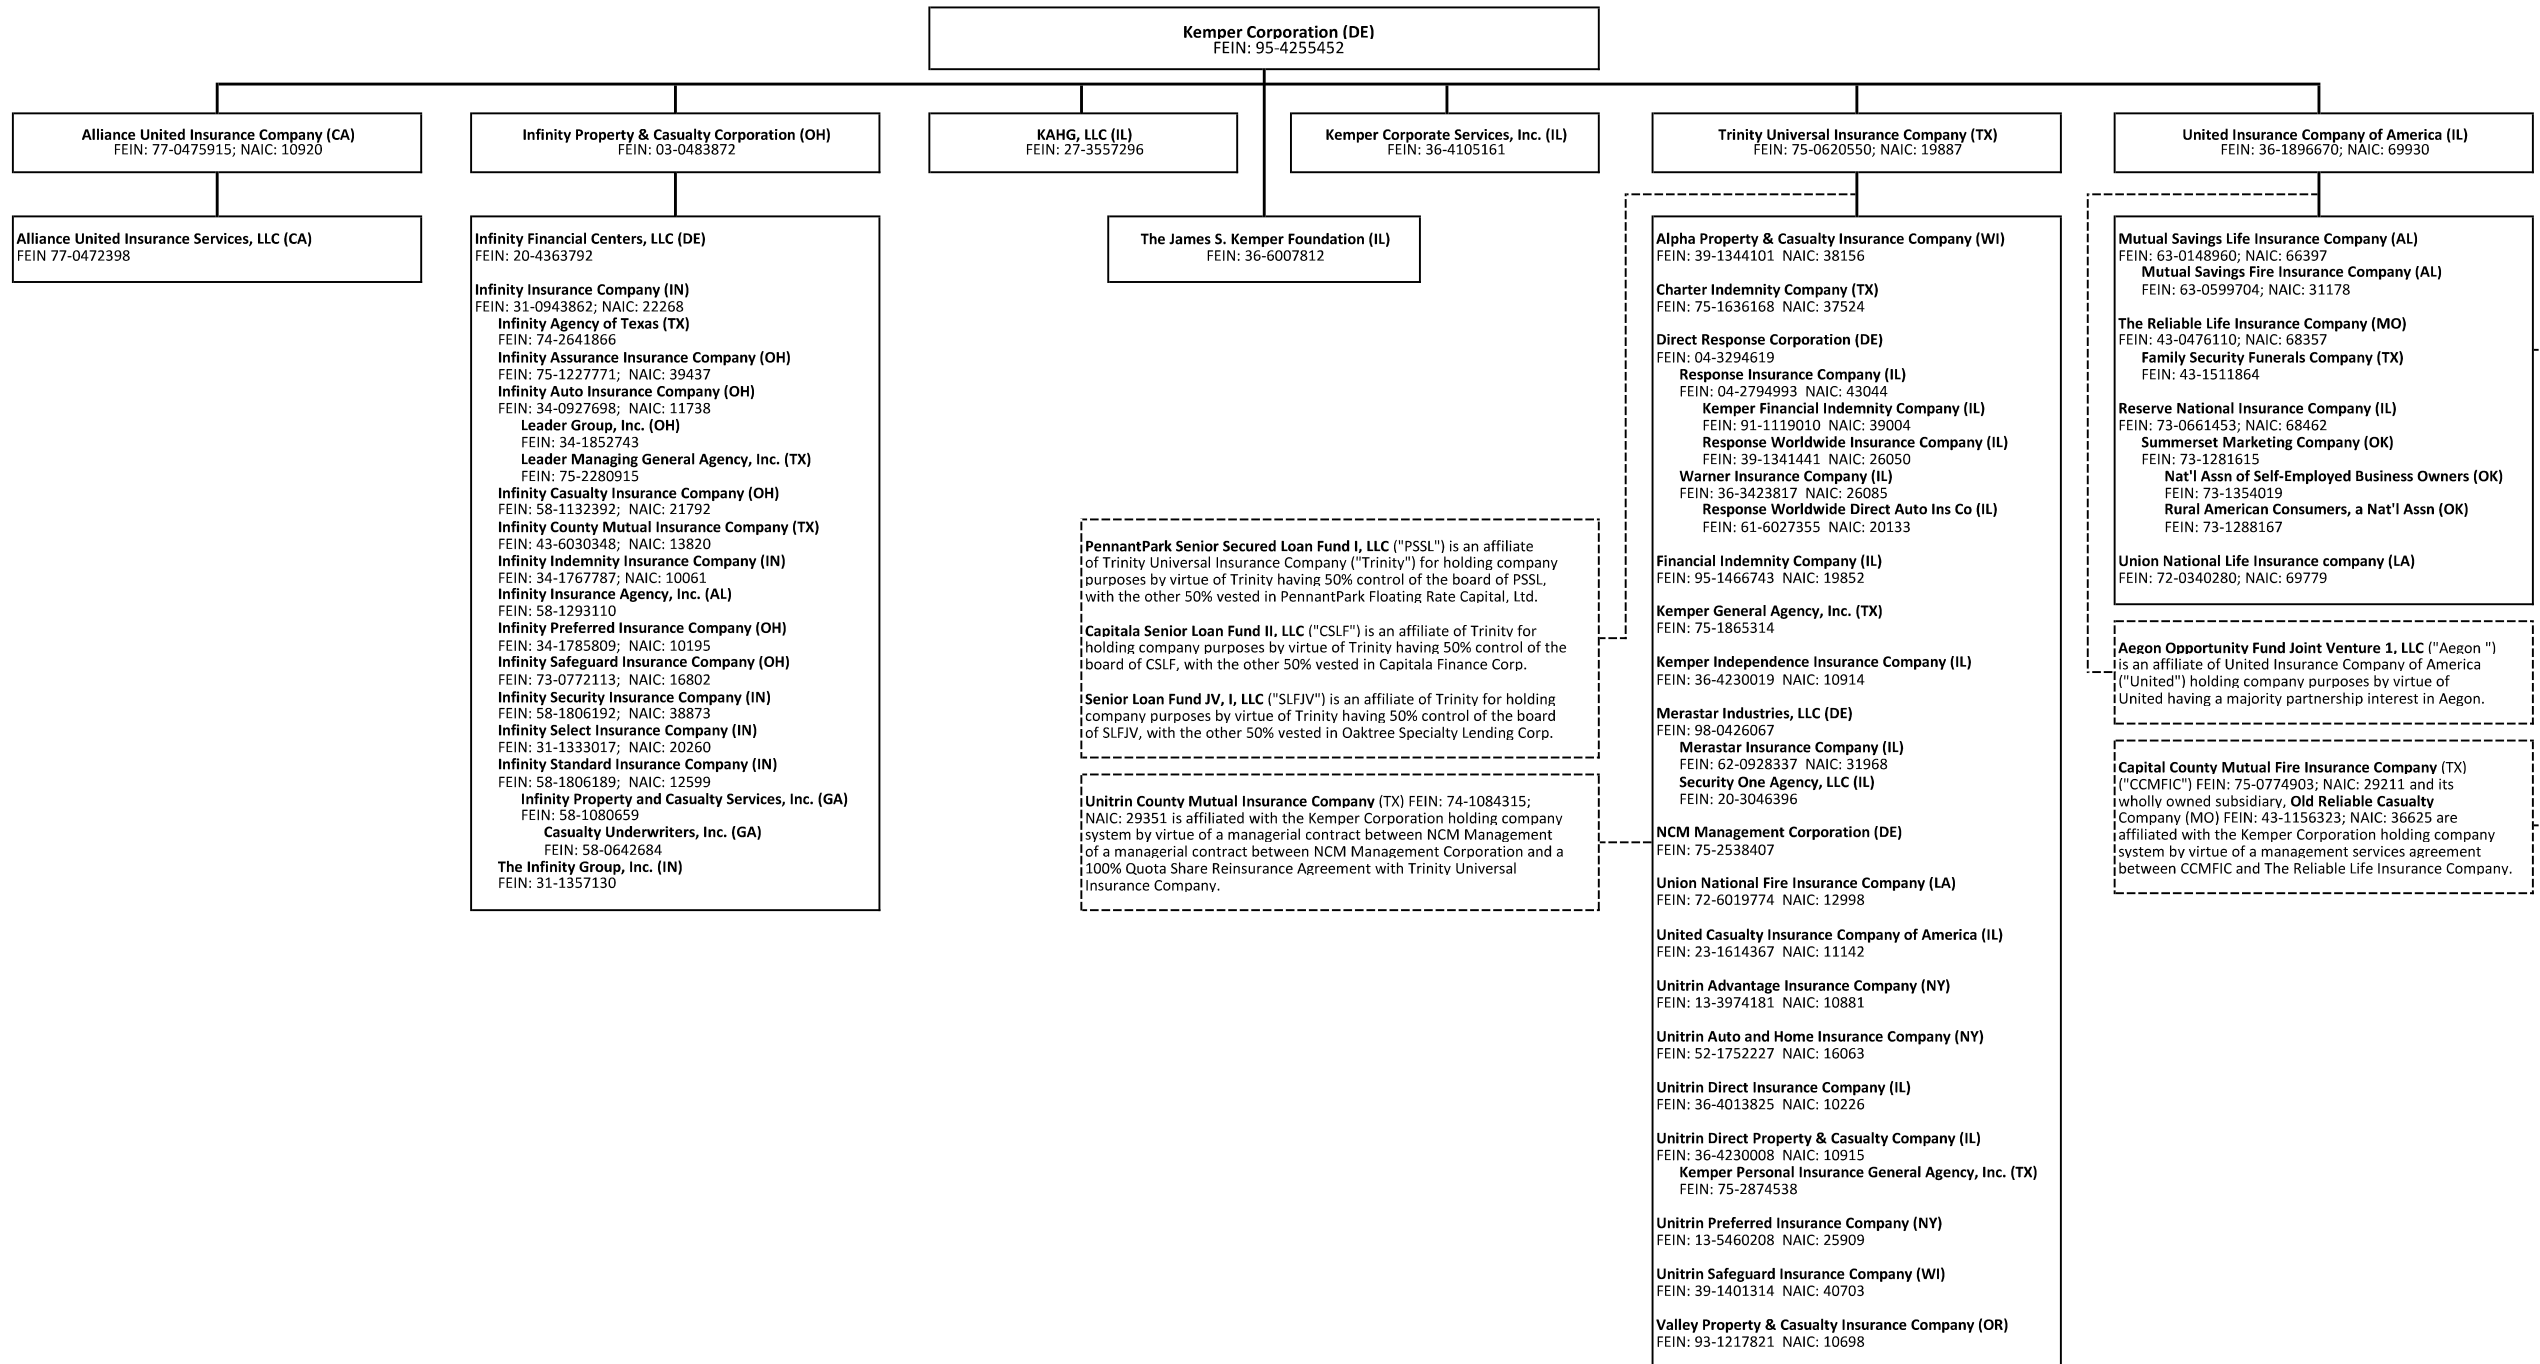 Kemper Corporation (DE)
FEIN: 95-4255452
Alliance United Insurance Company (CA)
FEIN: 77-0475915; NAIC: 10920
Infinity Property & Casualty Corporation (OH)
FEIN: 03-0483872
KAHG, LLC (IL)
FEIN: 27-3557296
Kemper Corporate Services, Inc. (IL)
FEIN: 36-4105161
Trinity Universal Insurance Company (TX)
FEIN: 75-0620550; NAIC: 19887
United Insurance Company of America (IL)
FEIN: 36-1896670; NAIC: 69930
Alliance United Insurance Services, LLC (CA)
FEIN 77-0472398
Infinity Financial Centers, LLC (DE)
FEIN: 20-4363792
Infinity Insurance Company (IN)
FEIN: 31-0943862; NAIC: 22268
Infinity Agency of Texas (TX)
FEIN: 74-2641866
Infinity Assurance Insurance Company (OH)
FEIN: 75-1227771; NAIC: 39437
Infinity Auto Insurance Company (OH)
FEIN: 34-0927698; NAIC: 11738
Leader Group, Inc. (OH)
FEIN: 34-1852743
Leader Managing General Agency, Inc. (TX)
FEIN: 75-2280915
Infinity Casualty Insurance Company (OH)
FEIN: 58-1132392; NAIC: 21792
Infinity County Mutual Insurance Company (TX)
FEIN: 43-6030348; NAIC: 13820
Infinity Indemnity Insurance Company (IN)
FEIN: 34-1767787; NAIC: 10061
Infinity Insurance Agency, Inc. (AL)
FEIN: 58-1293110
Infinity Preferred Insurance Company (OH)
FEIN: 34-1785809; NAIC: 10195
Infinity Safeguard Insurance Company (OH)
FEIN: 73-0772113; NAIC: 16802
Infinity Security Insurance Company (IN)
FEIN: 58-1806192; NAIC: 38873
Infinity Select Insurance Company (IN)
FEIN: 31-1333017; NAIC: 20260
Infinity Standard Insurance Company (IN)
FEIN: 58-1806189; NAIC: 12599
Infinity Property and Casualty Services, Inc. (GA)
FEIN: 58-1080659
Casualty Underwriters, Inc. (GA)
FEIN: 58-0642684
The Infinity Group, Inc. (IN)
FEIN: 31-1357130
The James S. Kemper Foundation (IL)
FEIN: 36-6007812
PennantPark Senior Secured Loan Fund I, LLC ("PSSL") is an affiliate
of Trinity Universal Insurance Company ("Trinity") for holding company
purposes by virtue of Trinity having 50% control of the board of PSSL,
with the other 50% vested in PennantPark Floating Rate Capital, Ltd.
Capitala Senior Loan Fund II, LLC ("CSLF") is an affiliate of Trinity for
holding company purposes by virtue of Trinity having 50% control of the
board of CSLF, with the other 50% vested in Capitala Finance Corp.
Senior Loan Fund JV, I, LLC ("SLFJV") is an affiliate of Trinity for holding
company purposes by virtue of Trinity having 50% control of the board
of SLFJV, with the other 50% vested in Oaktree Specialty Lending Corp.
Unitrin County Mutual Insurance Company (TX) FEIN: 74-1084315;
NAIC: 29351 is affiliated with the Kemper Corporation holding company
system by virtue of a managerial contract between NCM Management
of a managerial contract between NCM Management Corporation and a
100% Quota Share Reinsurance Agreement with Trinity Universal
Insurance Company.
Alpha Property & Casualty Insurance Company (WI)
FEIN: 39-1344101 NAIC: 38156
Charter Indemnity Company (TX)
FEIN: 75-1636168 NAIC: 37524
Direct Response Corporation (DE)
FEIN: 04-3294619
Response Insurance Company (IL)
FEIN: 04-2794993 NAIC: 43044
Kemper Financial Indemnity Company (IL)
FEIN: 91-1119010 NAIC: 39004
Response Worldwide Insurance Company (IL)
FEIN: 39-1341441 NAIC: 26050
Warner Insurance Company (IL)
FEIN: 36-3423817 NAIC: 26085
Response Worldwide Direct Auto Ins Co (IL)
FEIN: 61-6027355 NAIC: 20133
Financial Indemnity Company (IL)
FEIN: 95-1466743 NAIC: 19852
Kemper General Agency, Inc. (TX)
FEIN: 75-1865314
Kemper Independence Insurance Company (IL)
FEIN: 36-4230019 NAIC: 10914
Merastar Industries, LLC (DE)
FEIN: 98-0426067
Merastar Insurance Company (IL)
FEIN: 62-0928337 NAIC: 31968
Security One Agency, LLC (IL)
FEIN: 20-3046396
NCM Management Corporation (DE)
FEIN: 75-2538407
Union National Fire Insurance Company (LA)
FEIN: 72-6019774 NAIC: 12998
United Casualty Insurance Company of America (IL)
FEIN: 23-1614367 NAIC: 11142
Unitrin Advantage Insurance Company (NY)
FEIN: 13-3974181 NAIC: 10881
Unitrin Auto and Home Insurance Company (NY)
FEIN: 52-1752227 NAIC: 16063
Unitrin Direct Insurance Company (IL)
FEIN: 36-4013825 NAIC: 10226
Unitrin Direct Property & Casualty Company (IL)
FEIN: 36-4230008 NAIC: 10915
Kemper Personal Insurance General Agency, Inc. (TX)
FEIN: 75-2874538
Unitrin Preferred Insurance Company (NY)
FEIN: 13-5460208 NAIC: 25909
Unitrin Safeguard Insurance Company (WI)
FEIN: 39-1401314 NAIC: 40703
Valley Property & Casualty Insurance Company (OR)
FEIN: 93-1217821 NAIC: 10698
Mutual Savings Life Insurance Company (AL)
FEIN: 63-0148960; NAIC: 66397
Mutual Savings Fire Insurance Company (AL)
FEIN: 63-0599704; NAIC: 31178
The Reliable Life Insurance Company (MO)
FEIN: 43-0476110; NAIC: 68357
Family Security Funerals Company (TX)
FEIN: 43-1511864
Reserve National Insurance Company (IL)
FEIN: 73-0661453; NAIC: 68462
Summerset Marketing Company (OK)
FEIN: 73-1281615
Nat'l Assn of Self-Employed Business Owners (OK)
FEIN: 73-1354019
Rural American Consumers, a Nat'l Assn (OK)
FEIN: 73-1288167
Union National Life Insurance company (LA)
FEIN: 72-0340280; NAIC: 69779
Aegon Opportunity Fund Joint Venture 1, LLC ("Aegon ")
is an affiliate of United Insurance Company of America
("United") holding company purposes by virtue of
United having a majority partnership interest in Aegon.
Capital County Mutual Fire Insurance Company (TX)
("CCMFIC") FEIN: 75-0774903; NAIC: 29211 and its
wholly owned subsidiary, Old Reliable Casualty
Company (MO) FEIN: 43-1156323; NAIC: 36625 are
affiliated with the Kemper Corporation holding company
system by virtue of a management services agreement
between CCMFIC and The Reliable Life Insurance Company.